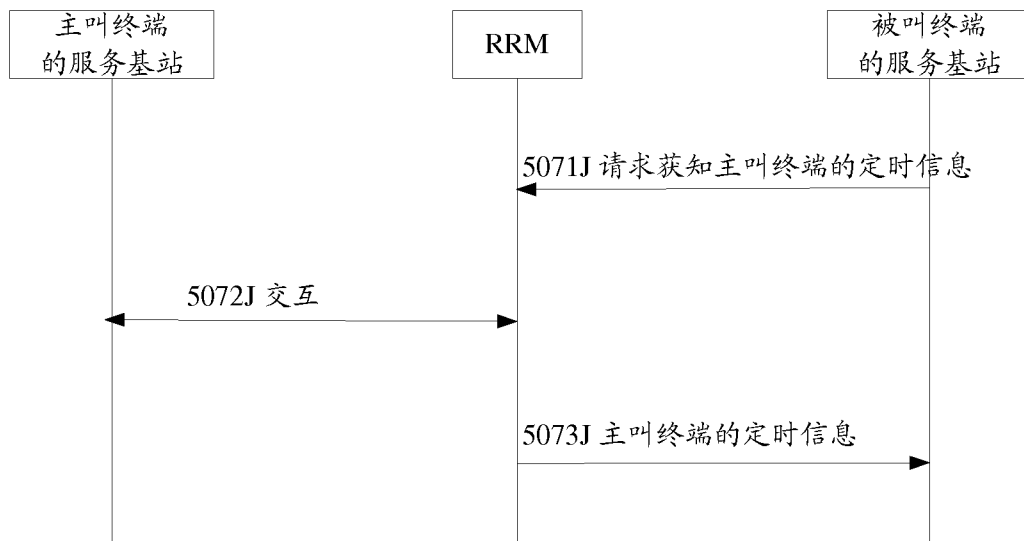 主叫终端
的服务基站
RRM
被叫终端
的服务基站
5071J 请求获知主叫终端的定时信息
5072J 交互
5073J 主叫终端的定时信息